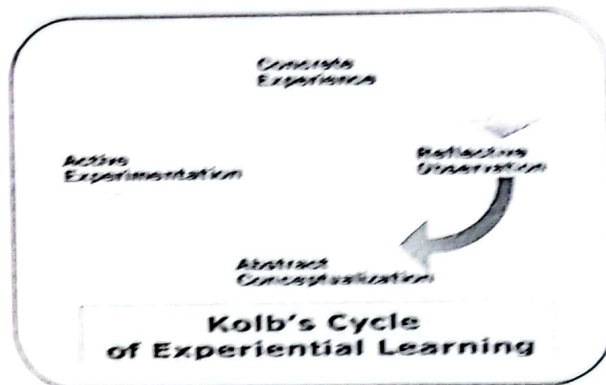 Concrete
Experience
Active
Experimentation
Reflective
Observation
Abstract
Conceptualization
Kolb's Cycle
of Experiential Learning